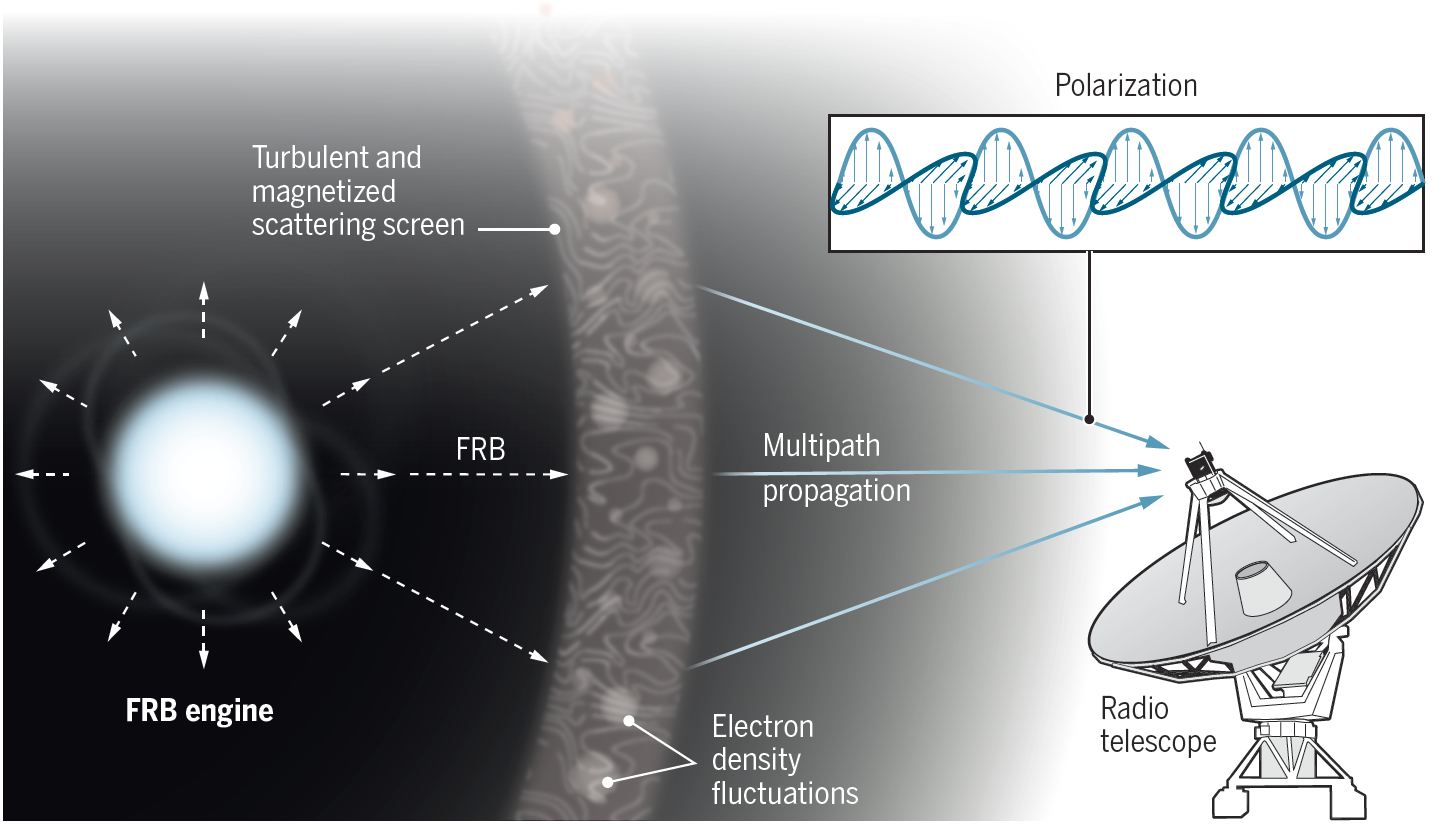 Polarization
Turbulent and
magnetized
scattering screen
FRB
Multipath
propagation
FRB engine
Radio
telescope
Electron
density
fluctuations